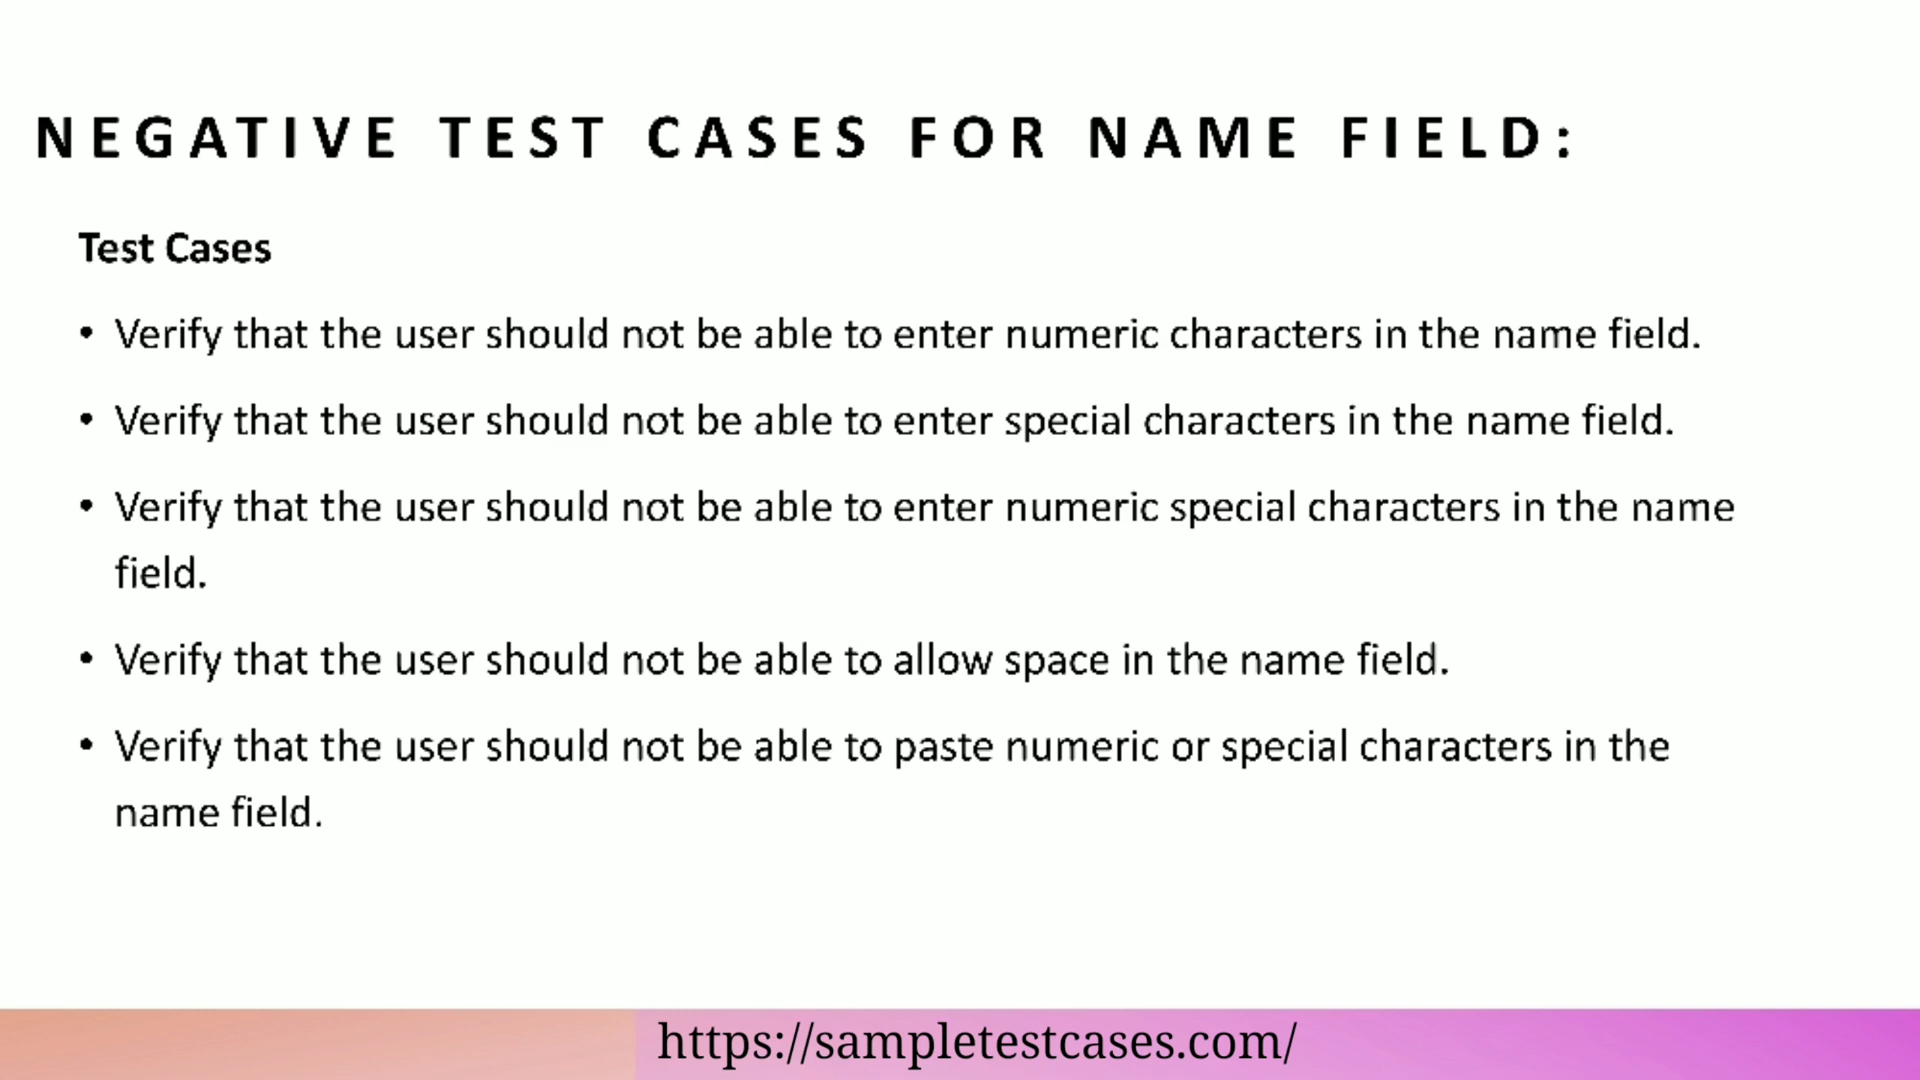 NEGATIVE TEST CASES FOR NAME FIELD:
Test Cases
• Verify that the user should not be able to enter numeric characters in the name field.
• Verify that the user should not be able to enter special characters in the name field.
• Verify that the user should not be able to enter numeric special characters in the name
field.
• Verify that the user should not be able to allow space in the name field.
• Verify that the user should not be able to paste numeric or special characters in the
name field.
https://sampletestcases.com/